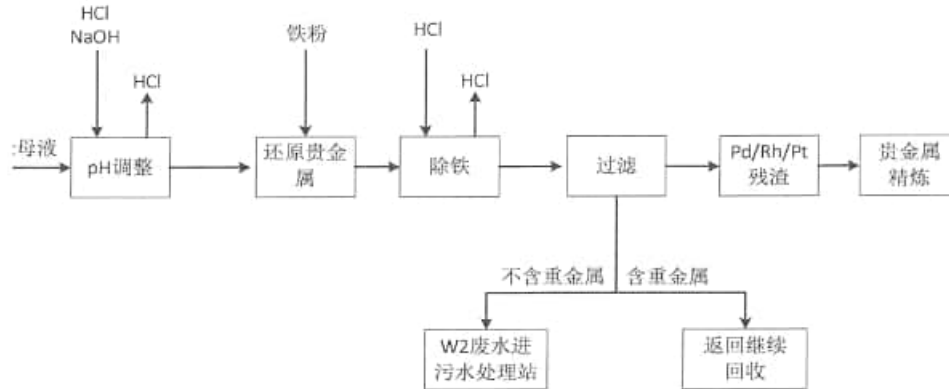 HCl
NaOH
HCl
铁粉
HCl
HCl
:母液
pH调整
还原贵金
属
除铁
过滤
Pd/Rh/Pt
残渣
贵金属
精炼
不含重金属
含重金属
W2废水进
污水处理站
返回继续
回收